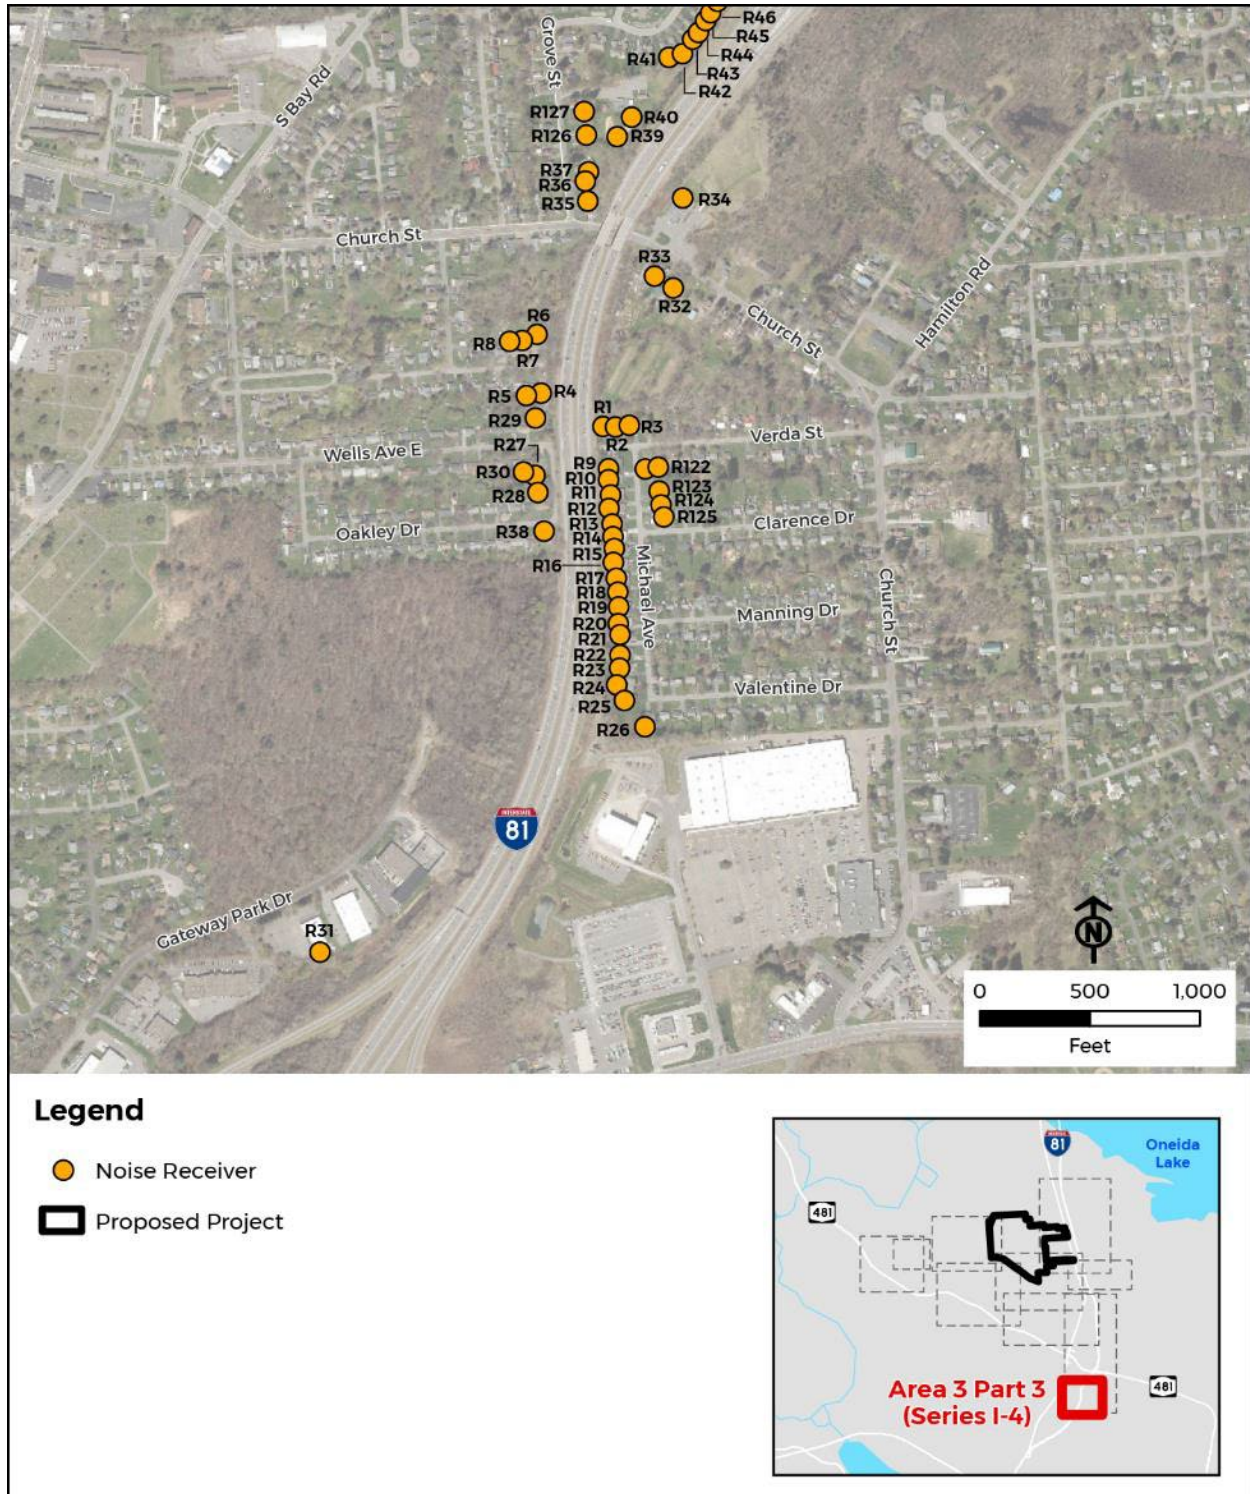 R46
R45
R44
R43
R42
R41
Grove St
S Bay Rd
R127
R126
R40
R39
R37
R36
R35
R34
Church St
R33
R32
Church St
Hamilton Rd
R6
R8
R7
R5
R4
R29
R1
R3
R2
Verda St
Wells Ave E
R27
R30
R28
R9
R10
R11
R12
R13
R14
R15
R16
R17
R18
R19
R20
R21
R22
R23
R24
R25
R26
R122
R123
R124
R125
Clarence Dr
Oakley Dr
R38
Michael Ave
Manning Dr
Church St
Valentine Dr
INTERSTATE
81
Gateway Park Dr
R31
N
0 500 1,000
Feet
Legend
Noise Receiver
Proposed Project
81
Oneida
Lake
481
481
Area 3 Part 3
(Series I-4)